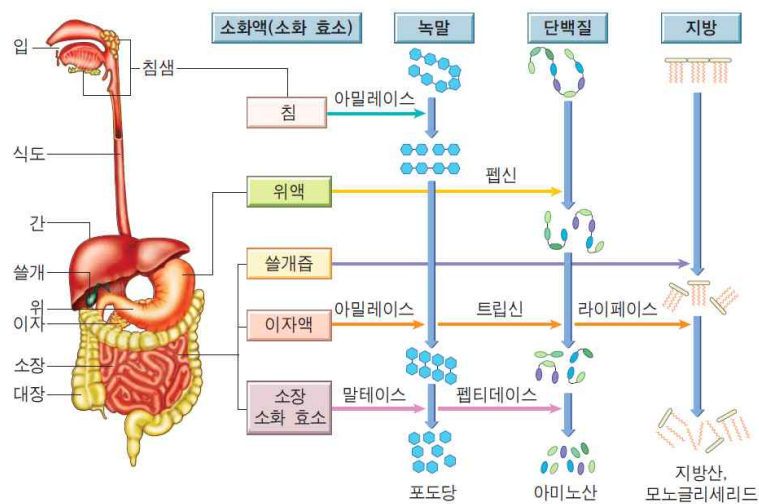 소화액(소화 효소)
녹말
단백질
지방
입
침샘
침
아밀레이스
식도
위액
펩신
간
쓸개
쓸개즙
위
이자
이자액
아밀레이스
트립신
라이페이스
소장
대장
소장
소화 효소
말테이스
펩티데이스
포도당
아미노산
지방산,
모노글리세리드